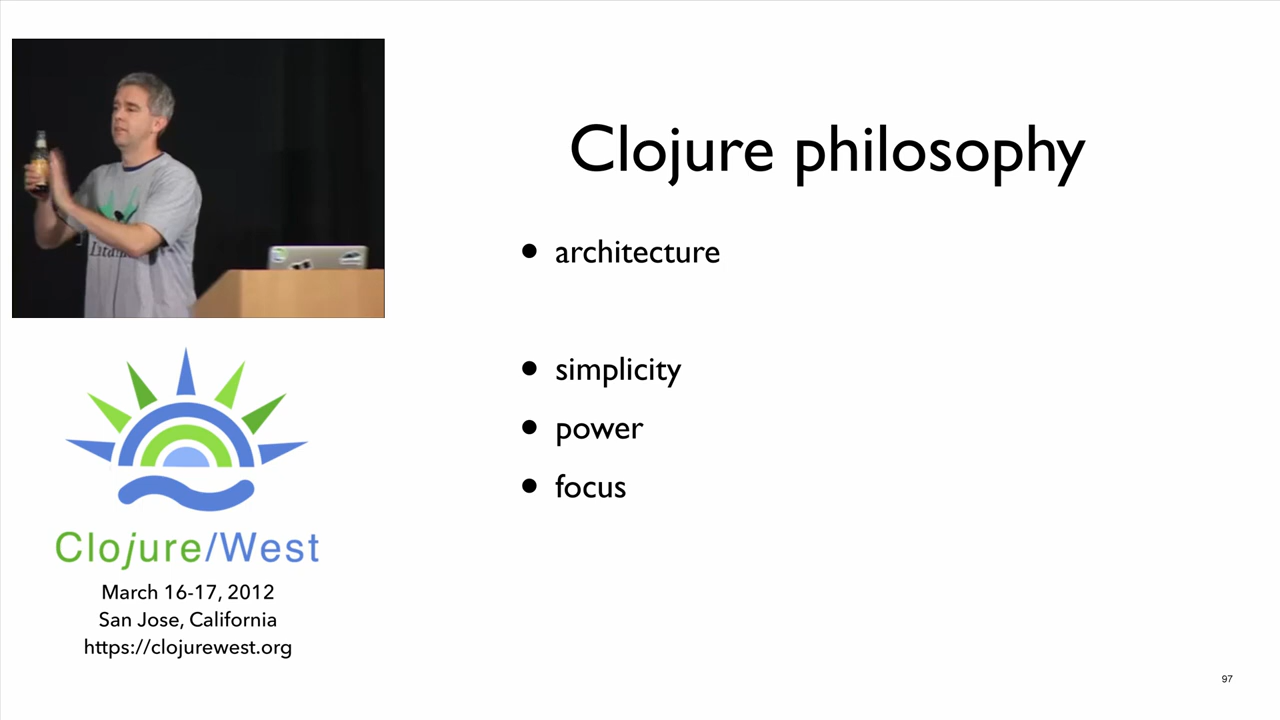 Clojure philosophy
• architecture
• simplicity
• power
• focus
Clojure/West
March 16-17, 2012
San Jose, California
https://clojurewest.org
97